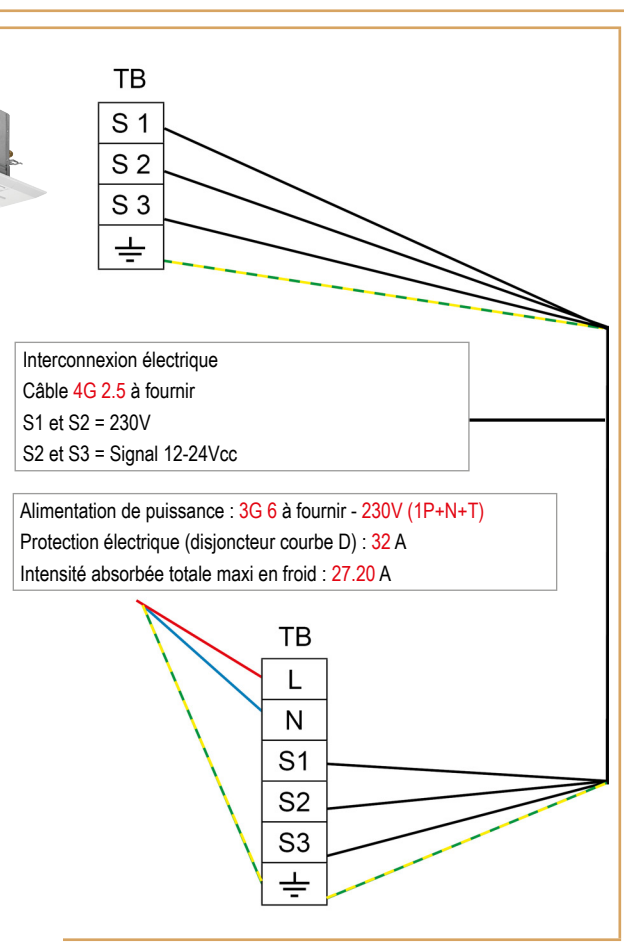 TB
S 1
S 2
S 3
Interconnexion électrique
Câble 4G 2.5 à fournir
S1 et S2 = 230V
S2 et S3 = Signal 12-24Vcc
Alimentation de puissance : 3G 6 à fournir - 230V (1P+N+T)
Protection électrique (disjoncteur courbe D) : 32 A
Intensité absorbée totale maxi en froid : 27.20 A
TB
L
N
S1
S2
S3